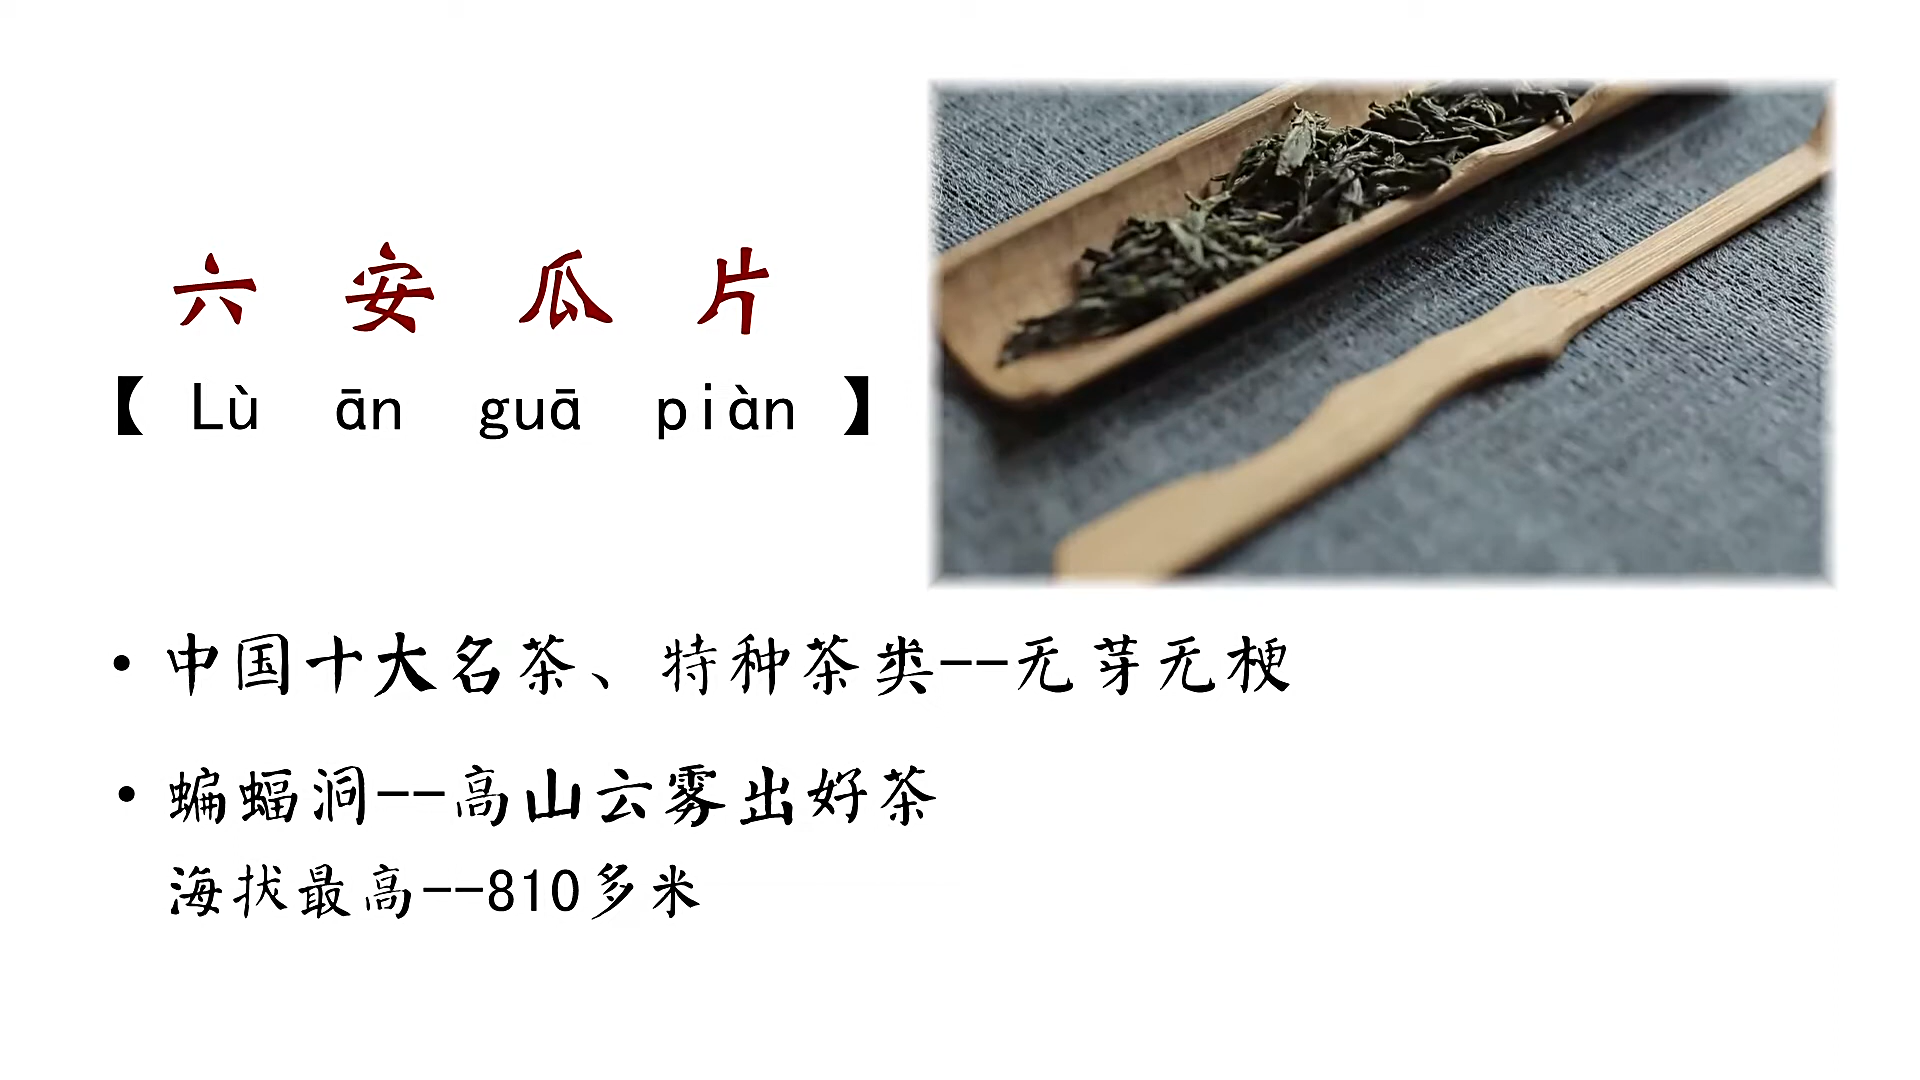 六 安 瓜 片
【 Lù ān guā piàn 】
• 中国十大名茶、特种茶类--无芽无梗
• 蝙蝠洞--高山云雾出好茶
海状最高--810多米